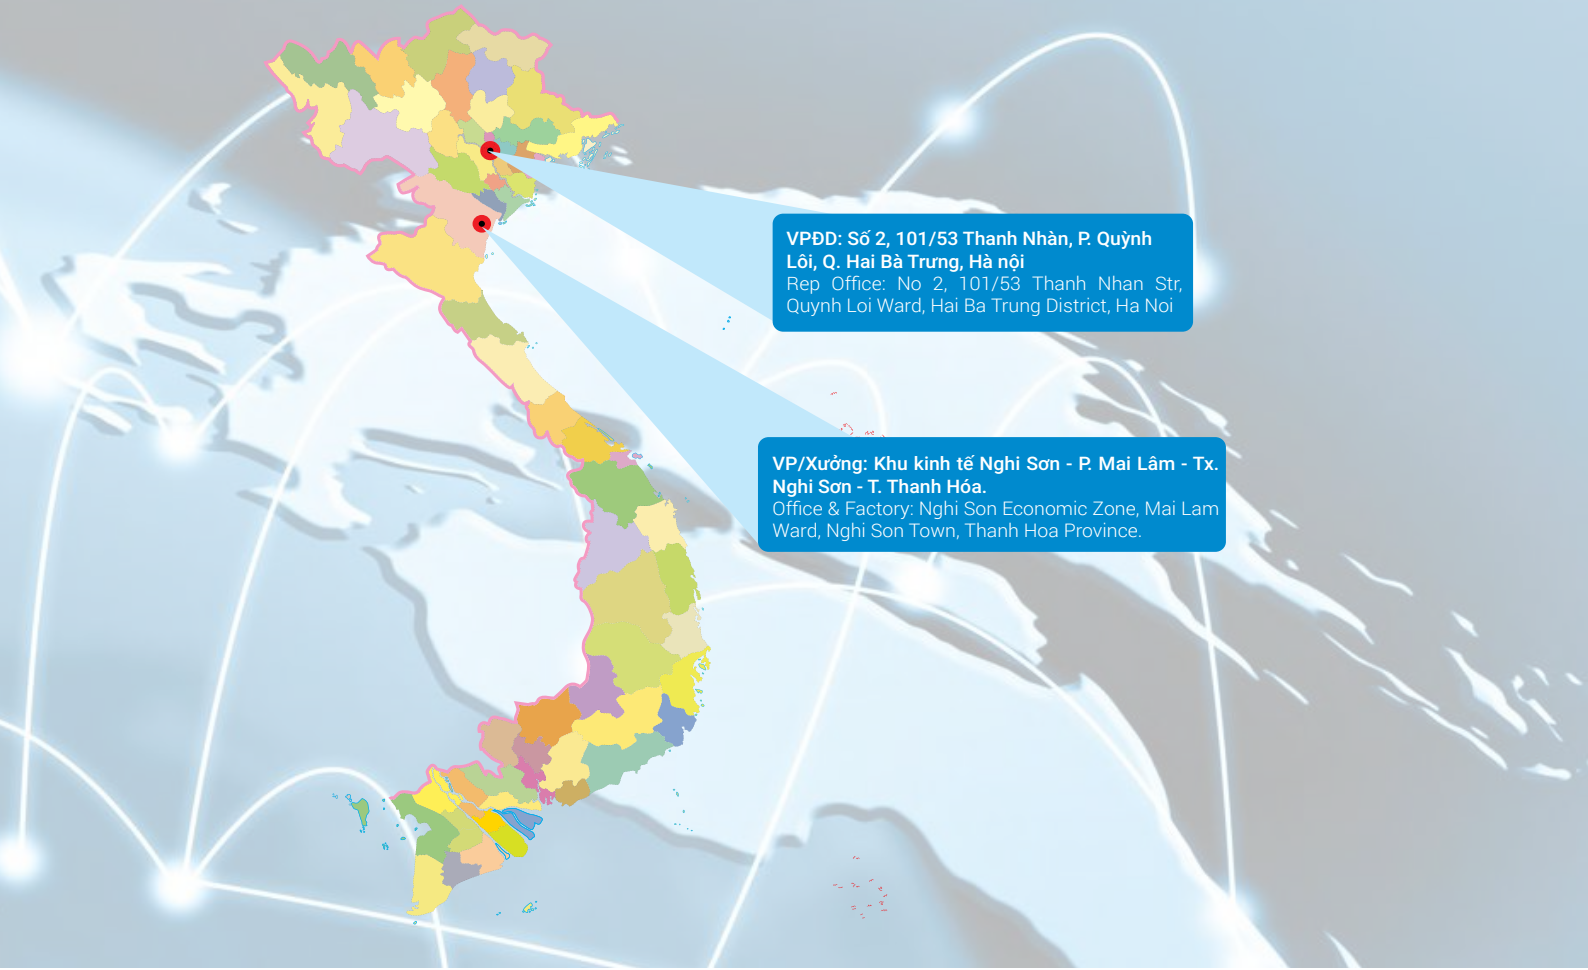 VPĐD: Số 2, 101/53 Thanh Nhàn, P. Quỳnh
Lôi, Q. Hai Bà Trưng, Hà nội
Rep Office: No 2, 101/53 Thanh Nhan Str,
Quynh Loi Ward, Hai Ba Trung District, Ha Noi
VP/Xưởng: Khu kinh tế Nghi Sơn - P. Mai Lâm - Tx.
Nghi Sơn - T. Thanh Hóa.
Office & Factory: Nghi Son Economic Zone, Mai Lam
Ward, Nghi Son Town, Thanh Hoa Province.